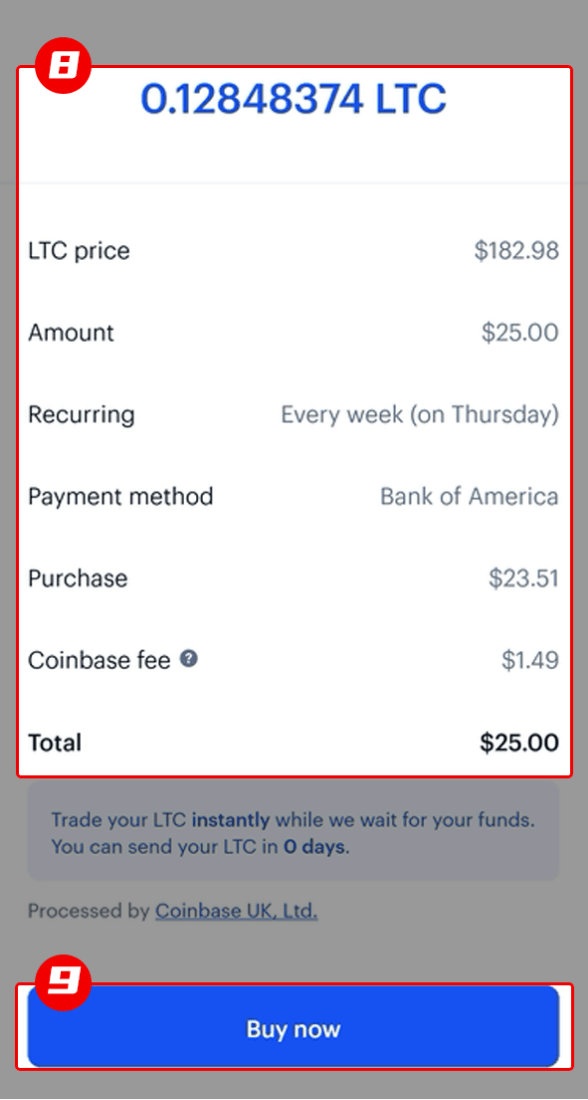 8
0.12848374 LTC
LTC price $182.98
Amount $25.00
Recurring Every week (on Thursday)
Payment method Bank of America
Purchase $23.51
Coinbase fee ? $1.49
Total $25.00
Trade your LTC instantly while we wait for your funds.
You can send your LTC in 0 days.
Processed by Coinbase UK, Ltd.
9
Buy now